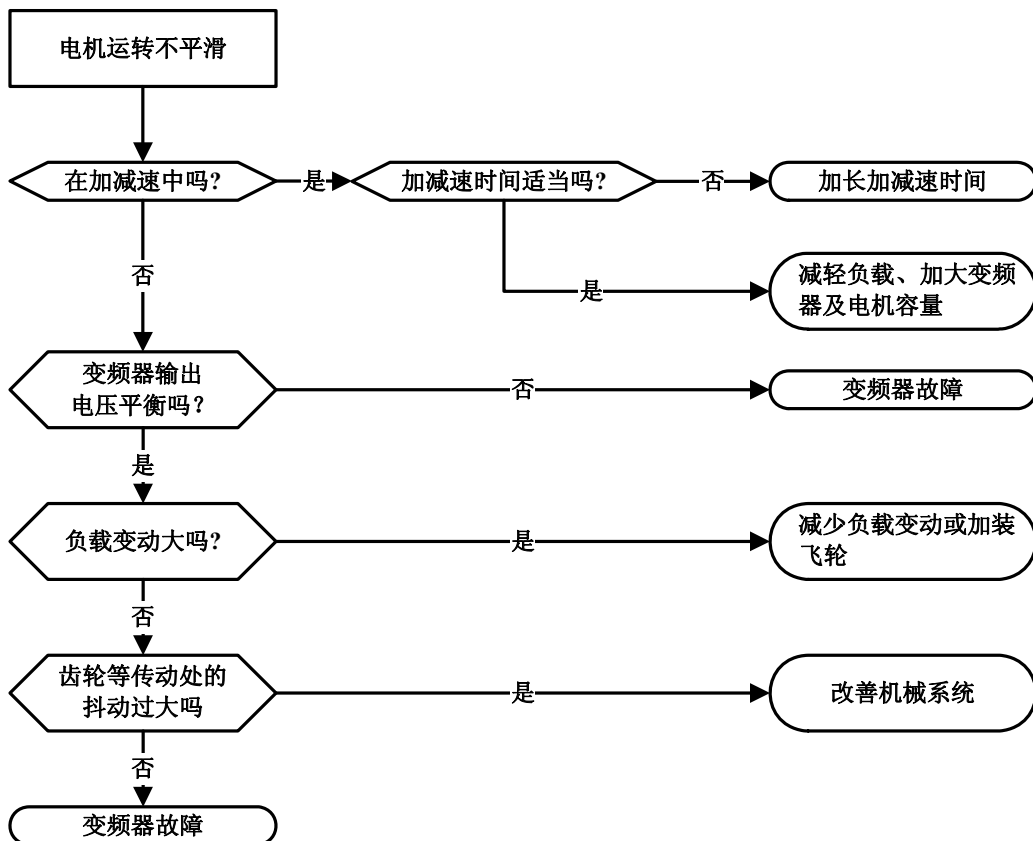 电机运转不平滑
在加减速中吗?
是
加减速时间适当吗?
否
加长加减速时间
否
是
减轻负载、加大变频
器及电机容量
变频器输出
电压平衡吗？
否
变频器故障
是
负载变动大吗?
是
减少负载变动或加装
飞轮
否
齿轮等传动处的
抖动过大吗
是
改善机械系统
否
变频器故障